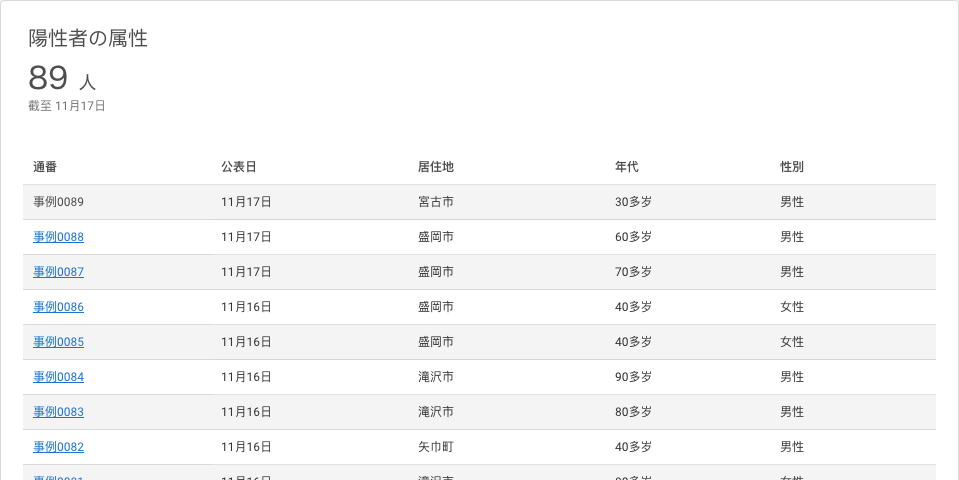 陽性者の属性
89 人
截至 11月17日
通番 公表日 居住地 年代 性別
事例0089 11月17日 宮古市 30多岁 男性
事例0088 11月17日 盛岡市 60多岁 男性
事例0087 11月17日 盛岡市 70多岁 男性
事例0086 11月16日 盛岡市 40多岁 女性
事例0085 11月16日 盛岡市 40多岁 女性
事例0084 11月16日 滝沢市 90多岁 男性
事例0083 11月16日 滝沢市 80多岁 男性
事例0082 11月16日 矢巾町 40多岁 男性